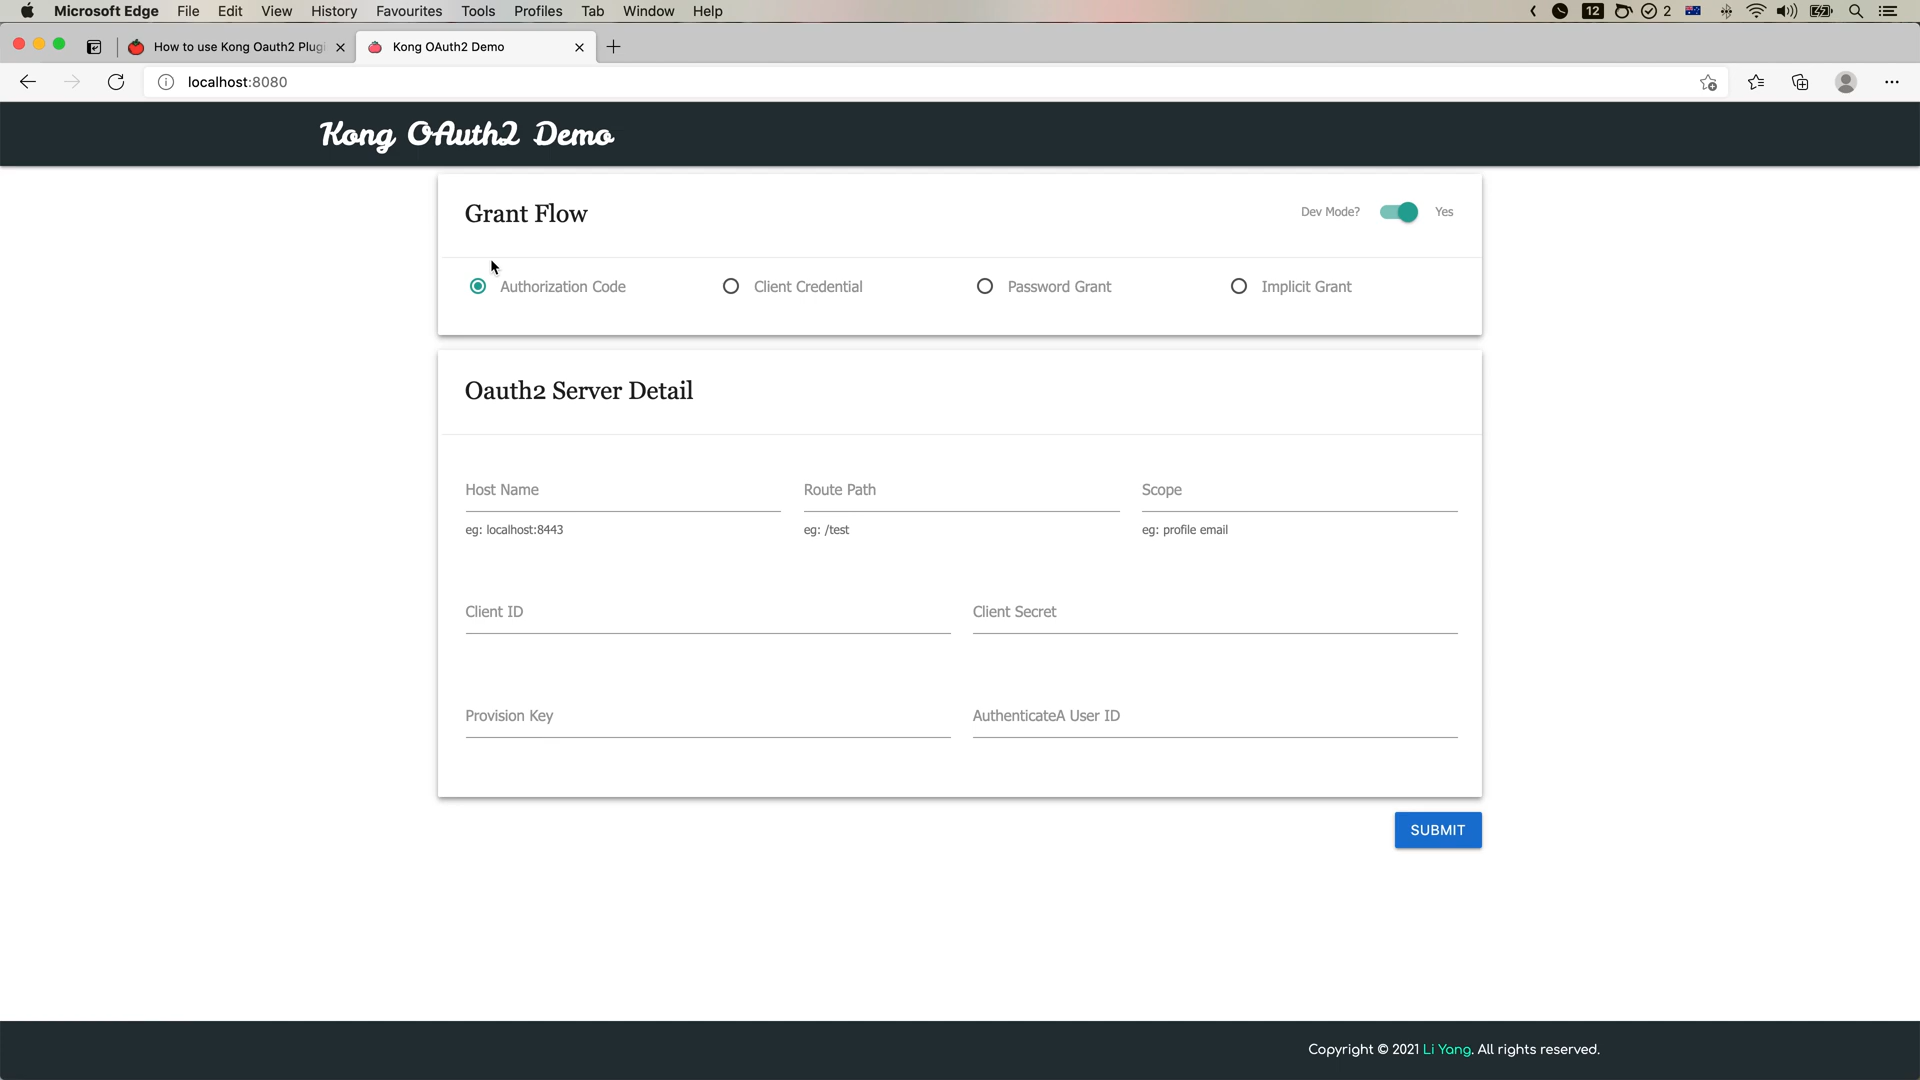 Microsoft Edge File Edit View History Favourites Tools Profiles Tab Window Help 12 2
How to use Kong Oauth2 Plugi
Kong OAuth2 Demo
localhost:8080
Kong OAuth2 Demo
Grant Flow
Dev Mode? Yes
Authorization Code Client Credential Password Grant Implicit Grant
Oauth2 Server Detail
Host Name Route Path Scope
eg: localhost:8443 eg: /test eg: profile email
Client ID Client Secret
Provision Key AuthenticateA User ID
SUBMIT
Copyright © 2021 Li Yang. All rights reserved.